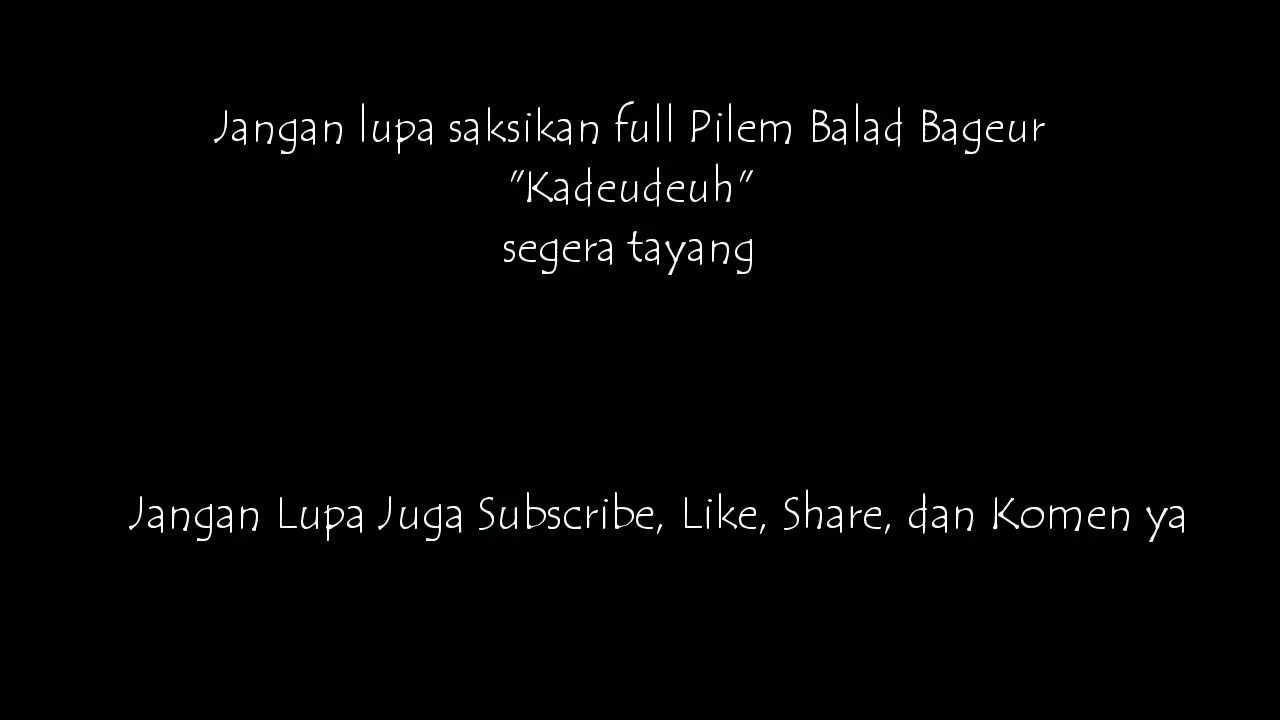 Jangan lupa saksikan full Pilem Balad Bageur
"Kadeudeuh"
segera tayang
Jangan Lupa Juga Subscribe, Like, Share, dan Komen ya